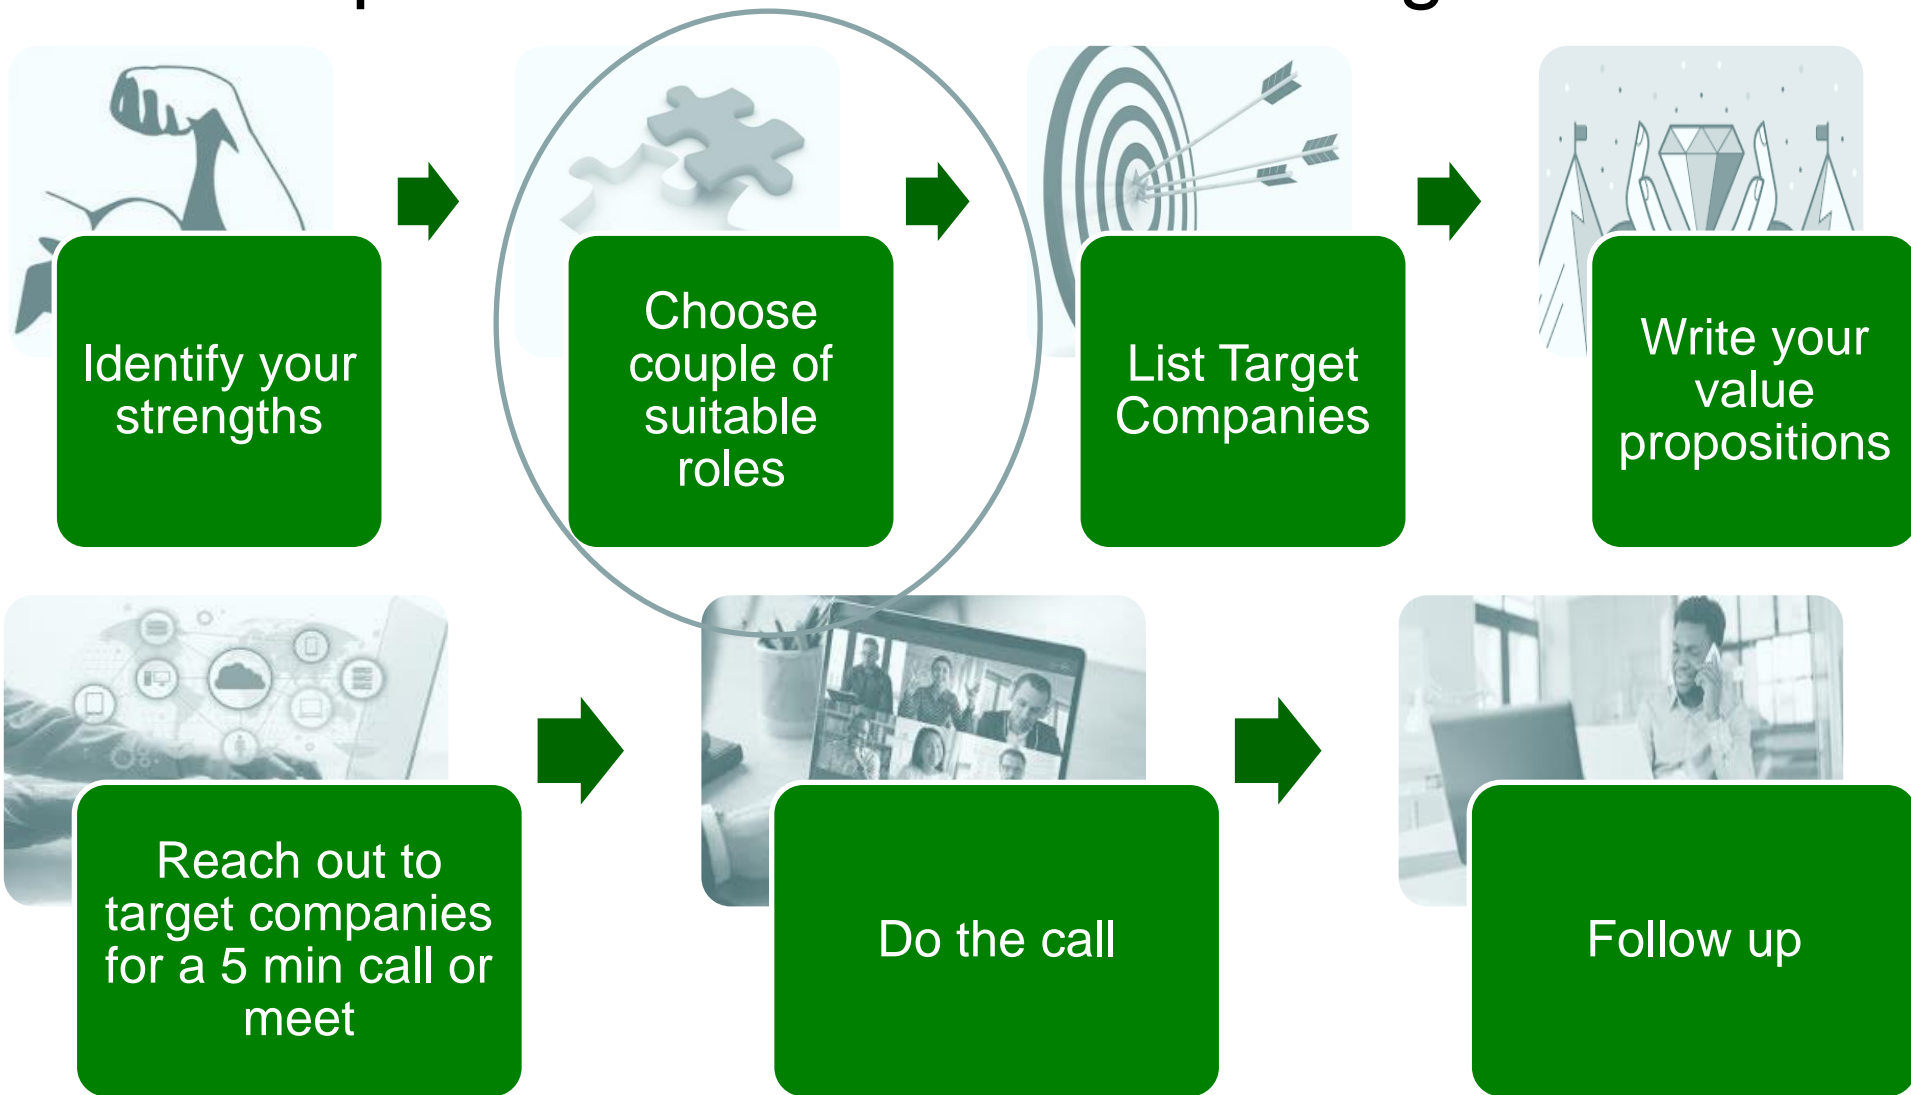 Identify your
strengths
Choose
couple of
suitable
roles
List Target
Companies
Write your
value
propositions
Reach out to
target companies
for a 5 min call or
meet
Do the call
Follow up